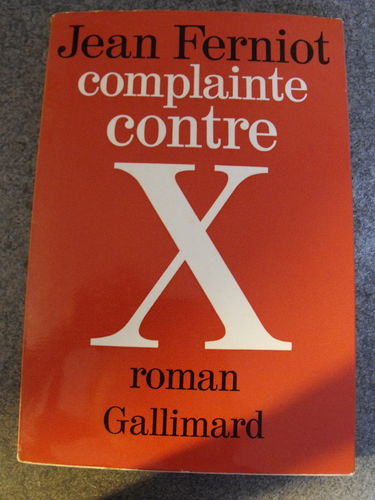 Jean Ferniot
complainte
contre
X
roman
Gallimard